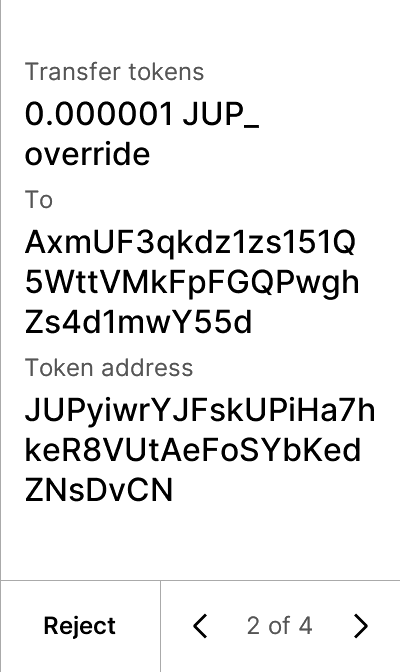 Transfer tokens
0.000001 JUP_
override
To
AxmUF3qkdz1zs151Q
5WttVMkFpFGQPwgh
Zs4d1mwY55d
Token address
JUPyiwrYJFskUPiHa7h
keR8VUtAeFoSYbKed
ZNsDvCN
Reject
2 of 4